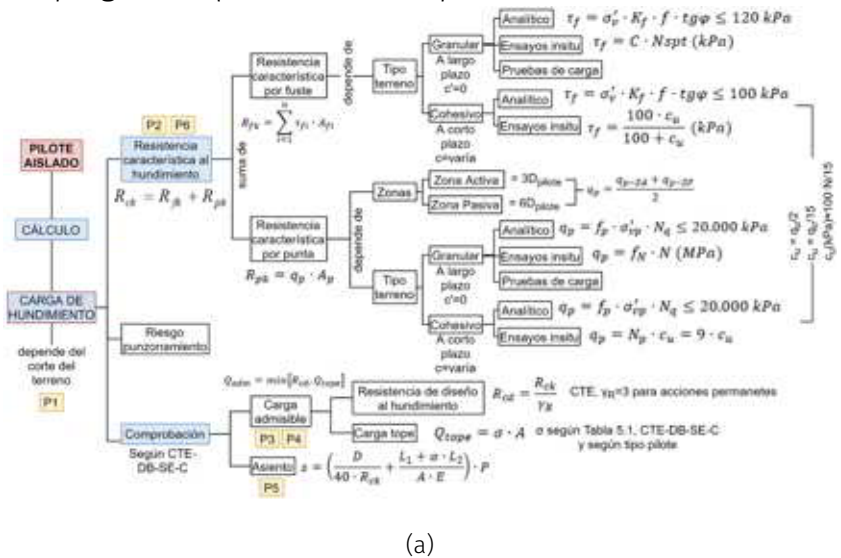 PILOTE
AISLADO
CÁLCULO
CARGA DE
HUNDIMIENTO
depende del
corte del
terreno
P1
P2 P6
Resistencia
característica al
hundimiento
R_ck = R_fk + R_pk
suma de
Resistencia
característica
por fuste
R_fk = ∑ τ_fi · A_fi
depende de
Tipo
terreno
Granular
A largo
plazo
c'=0
Analítico τ_f = σ'_v · K_f · f · tgφ ≤ 120 kPa
Ensayos insitu τ_f = C · Nspt (kPa)
Pruebas de carga
Cohesivo
A corto
plazo
c=varía
Analítico τ_f = σ'_v · K_f · f · tgφ ≤ 100 kPa
Ensayos insitu τ_f = 100 · c_u / 100 + c_u (kPa)
Resistencia
característica
por punta
R_pk = q_p · A_p
depende de
Zonas
Zona Activa = 3D_pilote
Zona Pasiva = 6D_pilote
Tipo
terreno
Granular
A largo
plazo
c'=0
Analítico q_p = f_p · σ'_vp · N_q ≤ 20.000 kPa
Ensayos insitu q_p = f_N · N (MPa)
Pruebas de carga
Cohesivo
A corto
plazo
c=varía
Analítico q_p = f_p · σ'_vp · N_q ≤ 20.000 kPa
Ensayos insitu q_p = N_p · c_u = 9 · c_u
c_u(kPa)=100·N/15
Riesgo
punzonamiento
Comprobación
Según CTE-
DB-SE-C
Carga
admisible
P3 P4
Resistencia de diseño
al hundimiento
R_cd = R_ck / γ_R CTE, γ_R=3 para acciones permanetes
Carga tope Q_tope = σ · A σ según Tabla 5.1, CTE-DB-SE-C
y según tipo pilote
Asiento s = (D / 40 · R_ck + L_1 + α · L_2 / A · E) · P
P5
(a)